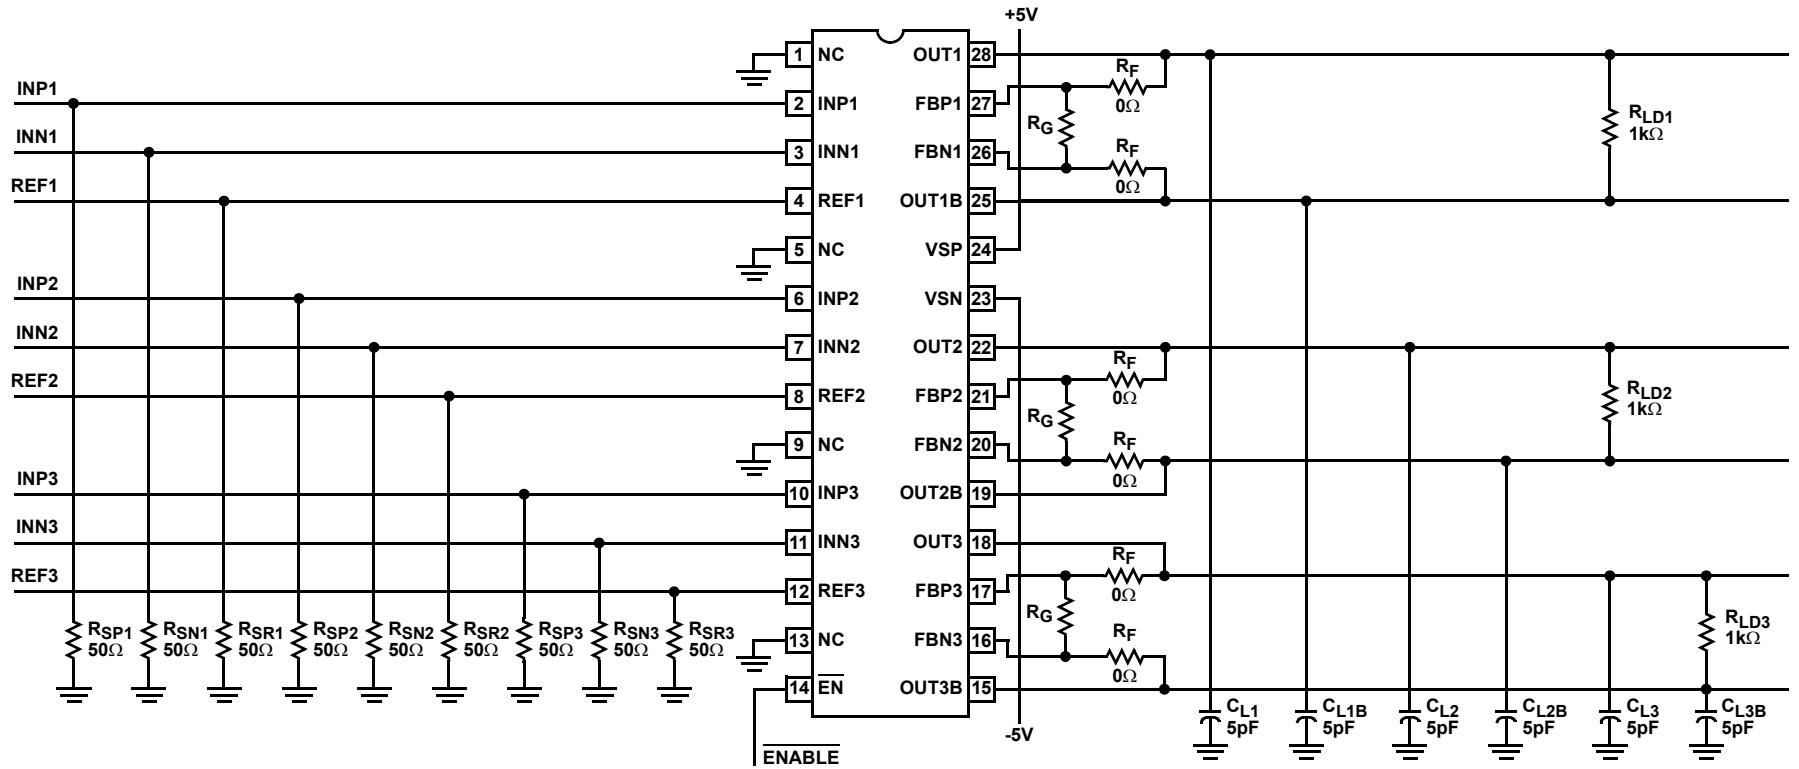 +5V
1 NC OUT1 28
INP1
2 INP1 FBP1 27
RF
0Ω
RG
INN1
3 INN1 FBN1 26
RF
0Ω
RLD1
1kΩ
REF1
4 REF1 OUT1B 25
5 NC VSP 24
INP2
6 INP2 VSN 23
INN2
7 INN2 OUT2 22
RF
0Ω
REF2
8 REF2 FBP2 21
RG
RLD2
1kΩ
9 NC FBN2 20
RF
0Ω
INP3
10 INP3 OUT2B 19
INN3
11 INN3 OUT3 18
RF
0Ω
REF3
12 REF3 FBP3 17
RG
13 NC FBN3 16
RF
0Ω
RLD3
1kΩ
14 EN OUT3B 15
RSP1
50Ω
RSN1
50Ω
RSR1
50Ω
RSP2
50Ω
RSN2
50Ω
RSR2
50Ω
RSP3
50Ω
RSN3
50Ω
RSR3
50Ω
-5V
CL1
5pF
CL1B
5pF
CL2
5pF
CL2B
5pF
CL3
5pF
CL3B
5pF
ENABLE